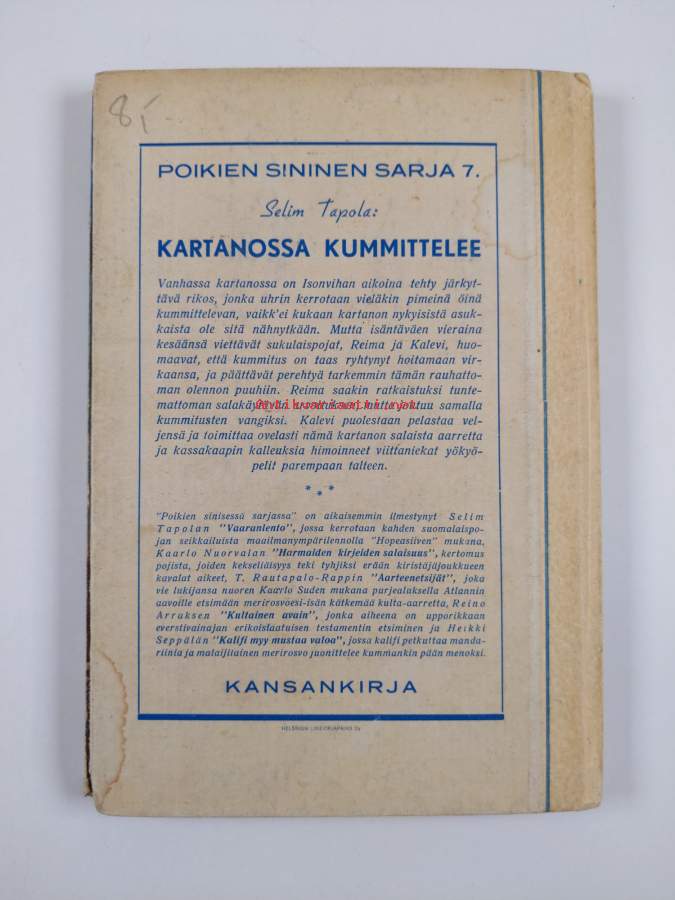 8,-
POIKIEN SININEN SARJA 7.
Selim Tapola:
KARTANOSSA KUMMITTELEE
Vanhassa kartanossa on Isonvihan aikoina tehty järkyt-
tävä rikos, jonka uhrin kerrotaan vieläkin pimeinä öinä
kummittelevan, vaikk'ei kukaan kartanon nykyisistä asuk-
kaista ole sitä nähnytkään. Mutta isäntäväen vieraina
kesäänsä viettävät sukulaispojat, Reima ja Kalevi, huo-
maavat, että kummitus on taas ryhtynyt hoitamaan vir-
kaansa, ja päättävät perehtyä tarkemmin tämän rauhatto-
man olennon puuhiin. Reima saakin ratkaistuksi tunte-
mattoman salakäytävän mutta joutuu samalla
kummitusten vangiksi. Kalevi puolestaan pelastaa vel-
jensä ja toimittaa ovelasti nämä kartanon salaista aarretta
ja kassakaapin kalleuksia himoinneet viittaniekat yökyö-
pelit parempaan talteen.
* * *
"Poikien sinisessä sarjassa" on aikaisemmin ilmestynyt Selim
Tapolan "Vaaranlento", jossa kerrotaan kahden suomalaispo-
jan seikkailuista maailmanympärilennolla "Hopeasiiven" mukana,
Kaarlo Nuorvalan "Harmaiden kirjeiden salaisuus", kertomus
pojista, joiden kekseliäisyys teki tyhjiksi erään kiristäjäjoukkueen
kavalat aikeet, T. Rautapalo-Rappin "Aarteenetsijät", joka
vie lukijansa nuoren Kaarlo Suden mukana purjealuksella Atlannin
aavoille etsimään merirosvoesi-isän kätkemää kulta-aarretta, Reino
Arraksen "Kultainen avain", jonka aiheena on upporikkaan
everstivainajan erikoislaatuisen testamentin etsiminen ja Heikki
Seppälän "Kalifi myy mustaa valoa", jossa kalifi petkuttaa manda-
riinia ja malaijilainen merirosvo juonittelee kummankin pään menoksi.
KANSANKIRJA
HELSINGIN UUSI KIRJAPAINO Oy